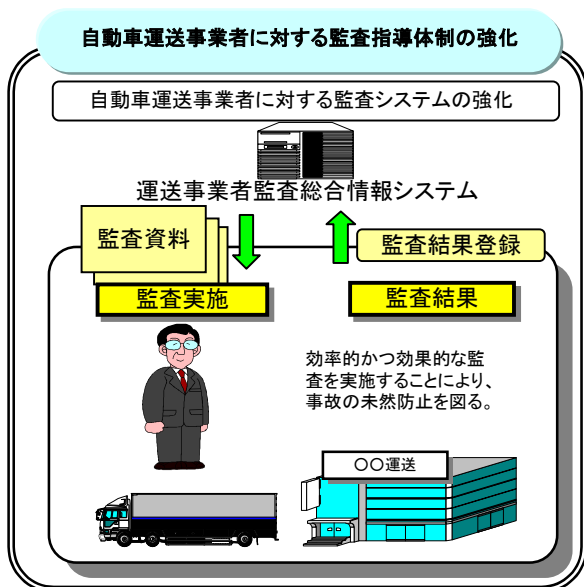 自動車運送事業者に対する監査指導体制の強化
自動車運送事業者に対する監査システムの強化
運送事業者監査総合情報システム
監査資料
監査結果登録
監査実施
監査結果
効率的かつ効果的な監
査を実施することにより、
事故の未然防止を図る。
○○運送